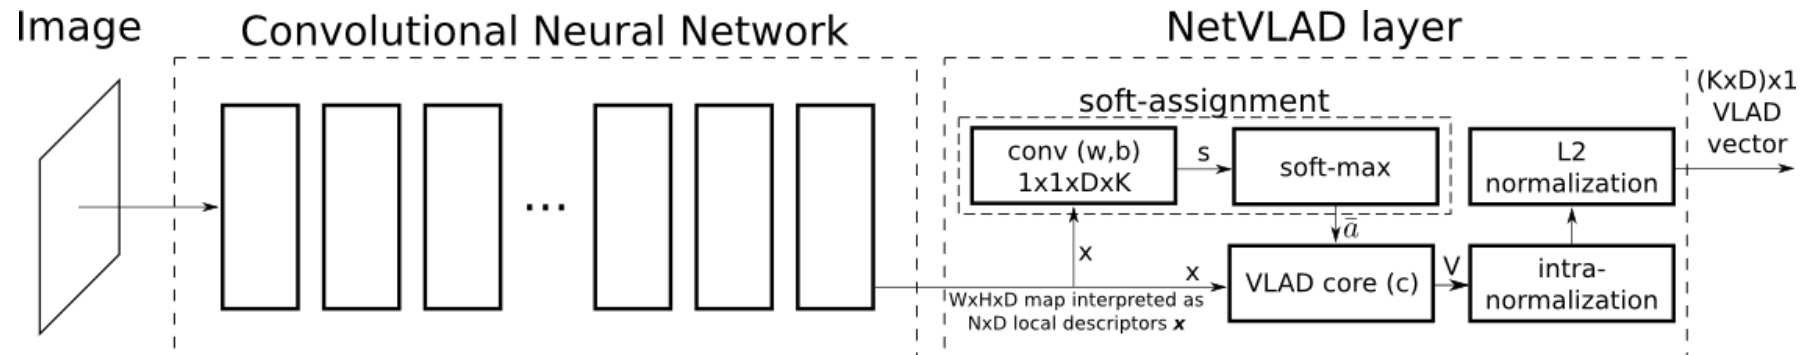 Image
Convolutional Neural Network
...
NetVLAD layer
soft-assignment
conv (w,b)
1x1xDxK
s
soft-max
L2
normalization
(KxD)x1
VLAD
vector
x
x
WxHxD map interpreted as
NxD local descriptors x
ā
VLAD core (c)
V
intra-
normalization